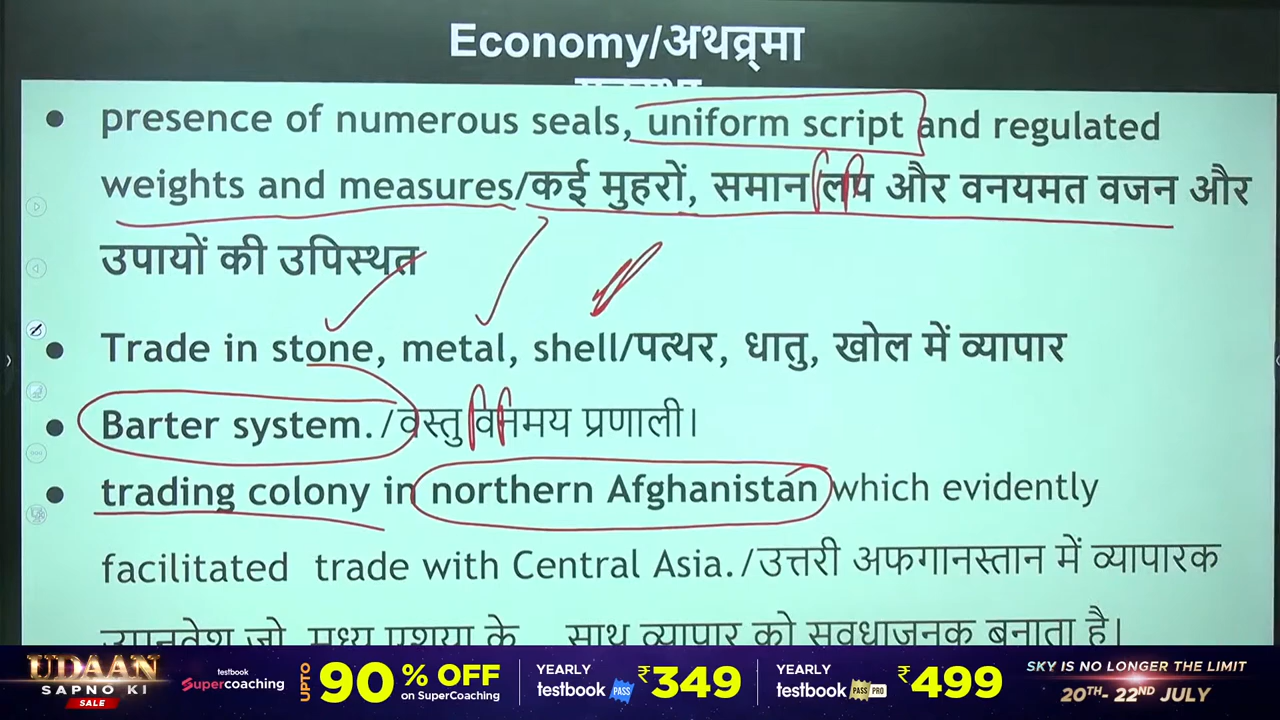 Economy/अथव्र्मा
presence of numerous seals, uniform script and regulated
weights and measures/कई मुहरों, समान लिप और वनयमत वजन और
उपायों की उपिस्थत
Trade in stone, metal, shell/पत्थर, धातु, खोल में व्यापार
Barter system./वस्तु विनमय प्रणाली।
trading colony in northern Afghanistan which evidently
facilitated trade with Central Asia./उत्तरी अफगानस्तान में व्यापारक
साथ व्यापार को सवधाजनक बनाता है।
UDAAN
SAPNO KI
SALE
testbook
Supercoaching
UPTO 90% OFF
on SuperCoaching
YEARLY
testbook PASS
₹349
YEARLY
testbook PASS PRO
₹499
SKY IS NO LONGER THE LIMIT
20TH- 22ND JULY